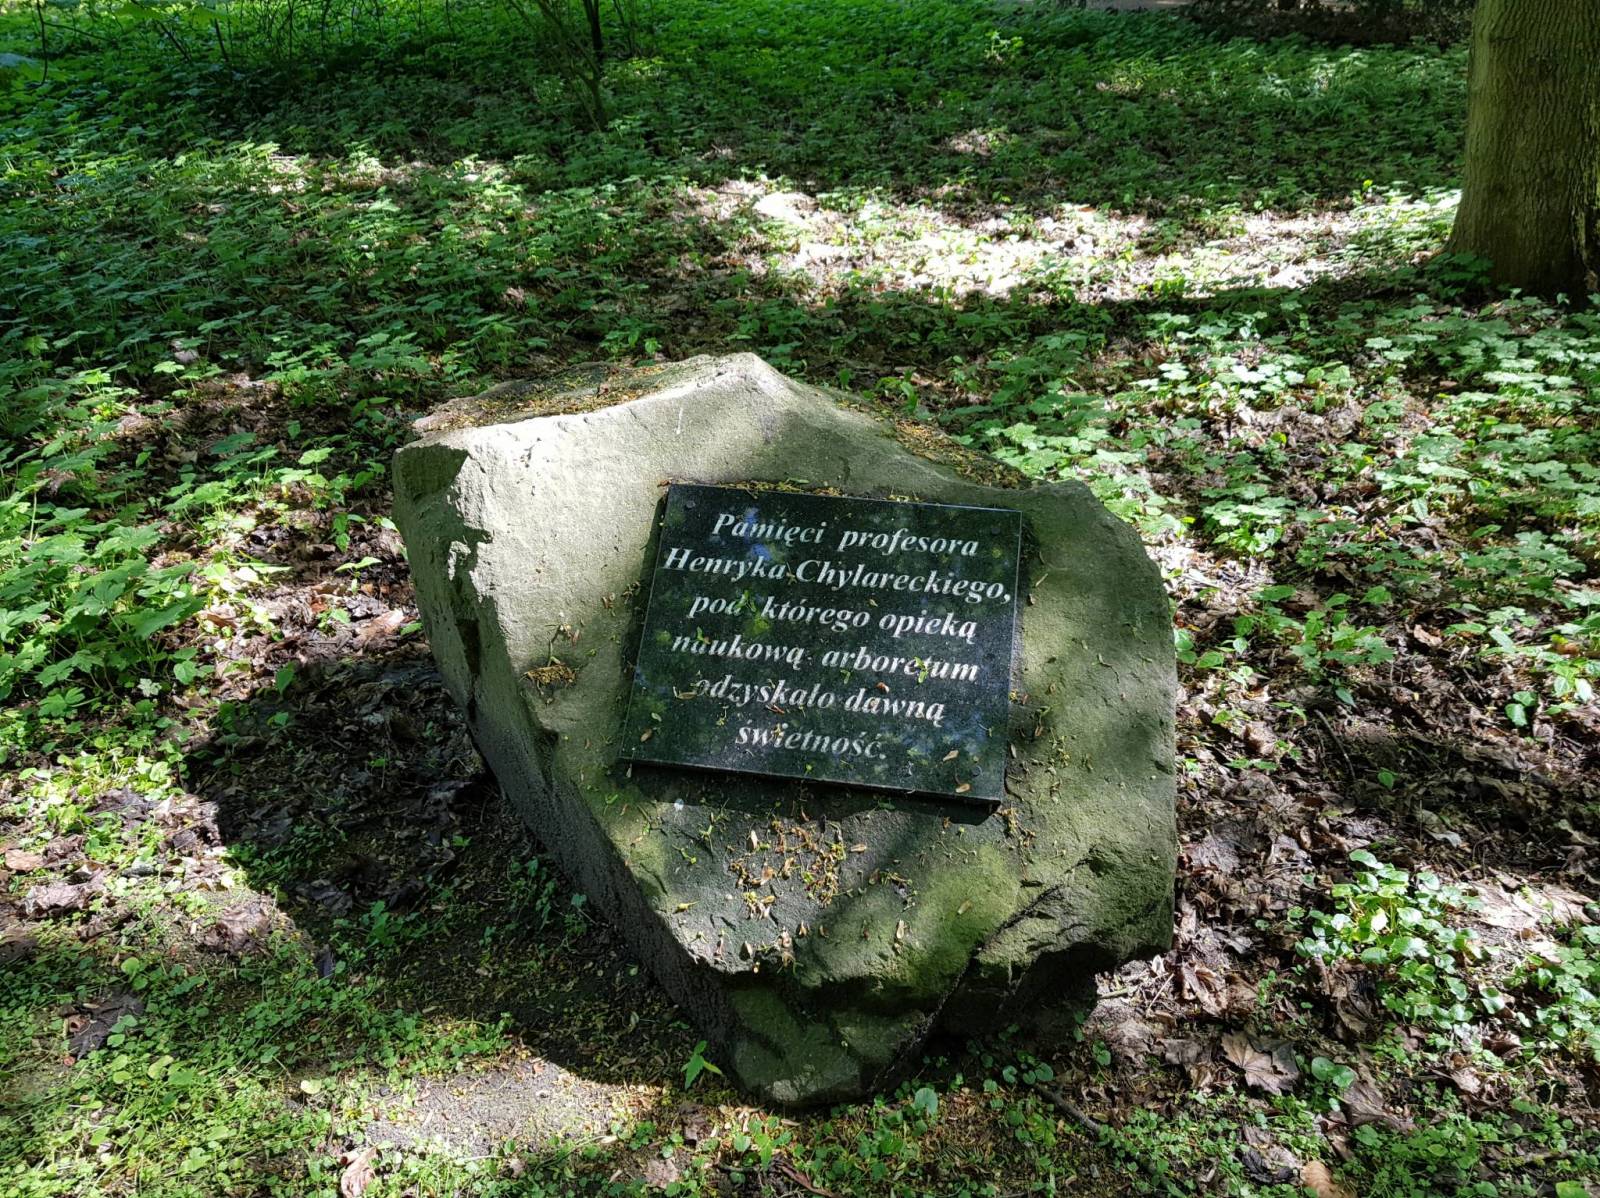 Pamięci profesora
Henryka Chylareckiego,
pod którego opieką
naukową arboretum
odzyskało dawną
świetność.